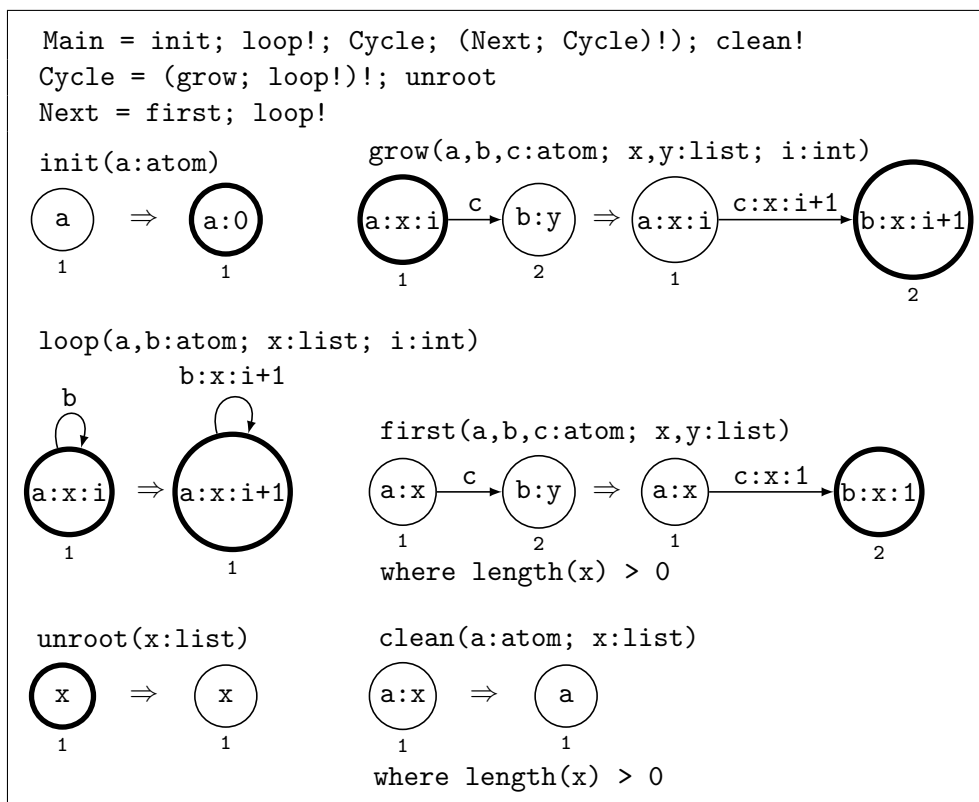 Main = init; loop!; Cycle; (Next; Cycle)!); clean!
Cycle = (grow; loop!)!; unroot
Next = first; loop!
init(a:atom)
a ⇒ a:0
1 1
grow(a,b,c:atom; x,y:list; i:int)
c c:x:i+1
a:x:i b:y ⇒ a:x:i b:x:i+1
1 2 1 2
loop(a,b:atom; x:list; i:int)
b b:x:i+1
a:x:i ⇒ a:x:i+1
1 1
first(a,b,c:atom; x,y:list)
c c:x:1
a:x b:y ⇒ a:x b:x:1
1 2 1 2
where length(x) > 0
unroot(x:list)
x ⇒ x
1 1
clean(a:atom; x:list)
a:x ⇒ a
1 1
where length(x) > 0